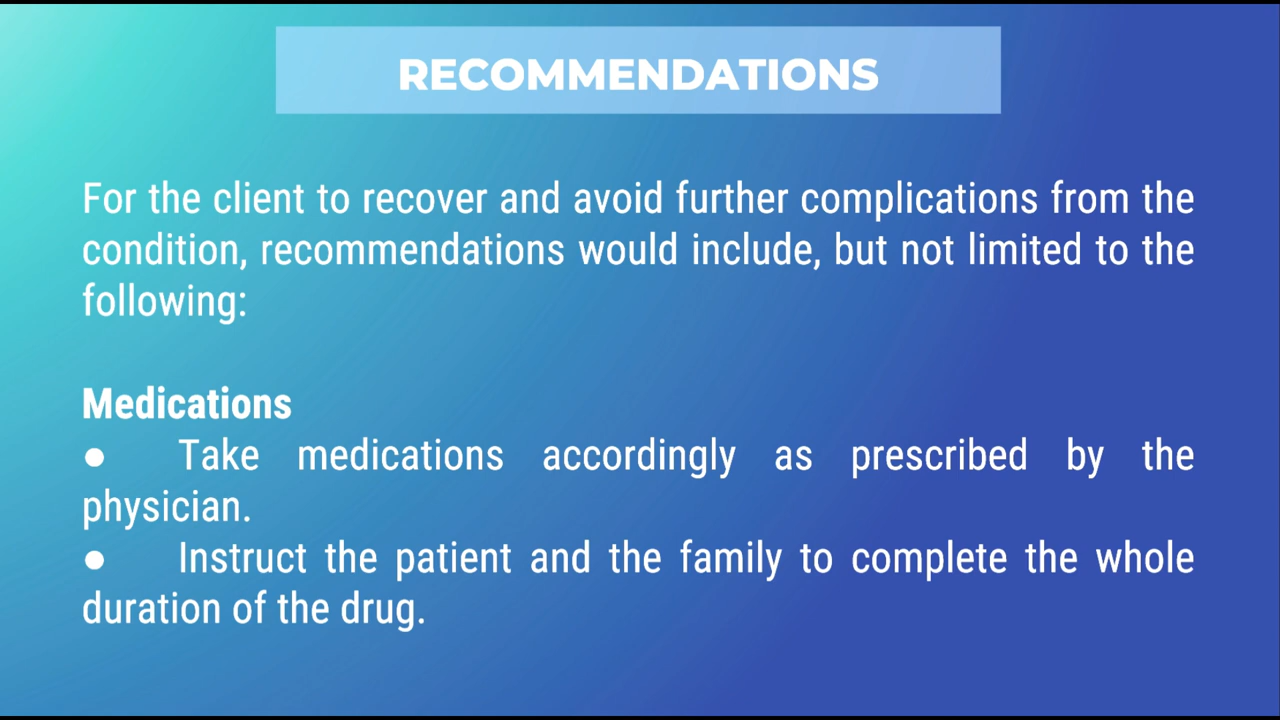 RECOMMENDATIONS
For the client to recover and avoid further complications from the
condition, recommendations would include, but not limited to the
following:
Medications
● Take medications accordingly as prescribed by the
physician.
● Instruct the patient and the family to complete the whole
duration of the drug.